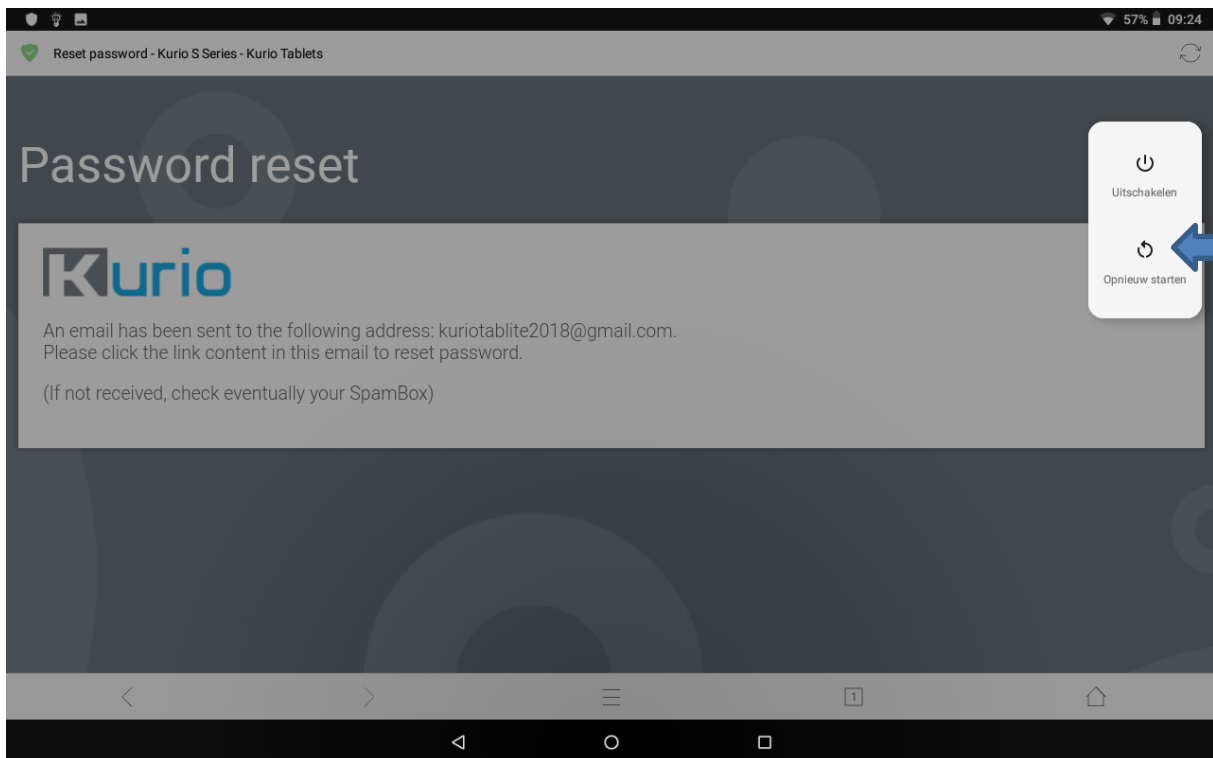 57% 09:24
Reset password - Kurio S Series - Kurio Tablets
Password reset
Uitschakelen
Opnieuw starten
Kurio
An email has been sent to the following address: kuriotablite2018@gmail.com.
Please click the link content in this email to reset password.
(If not received, check eventually your SpamBox)
1